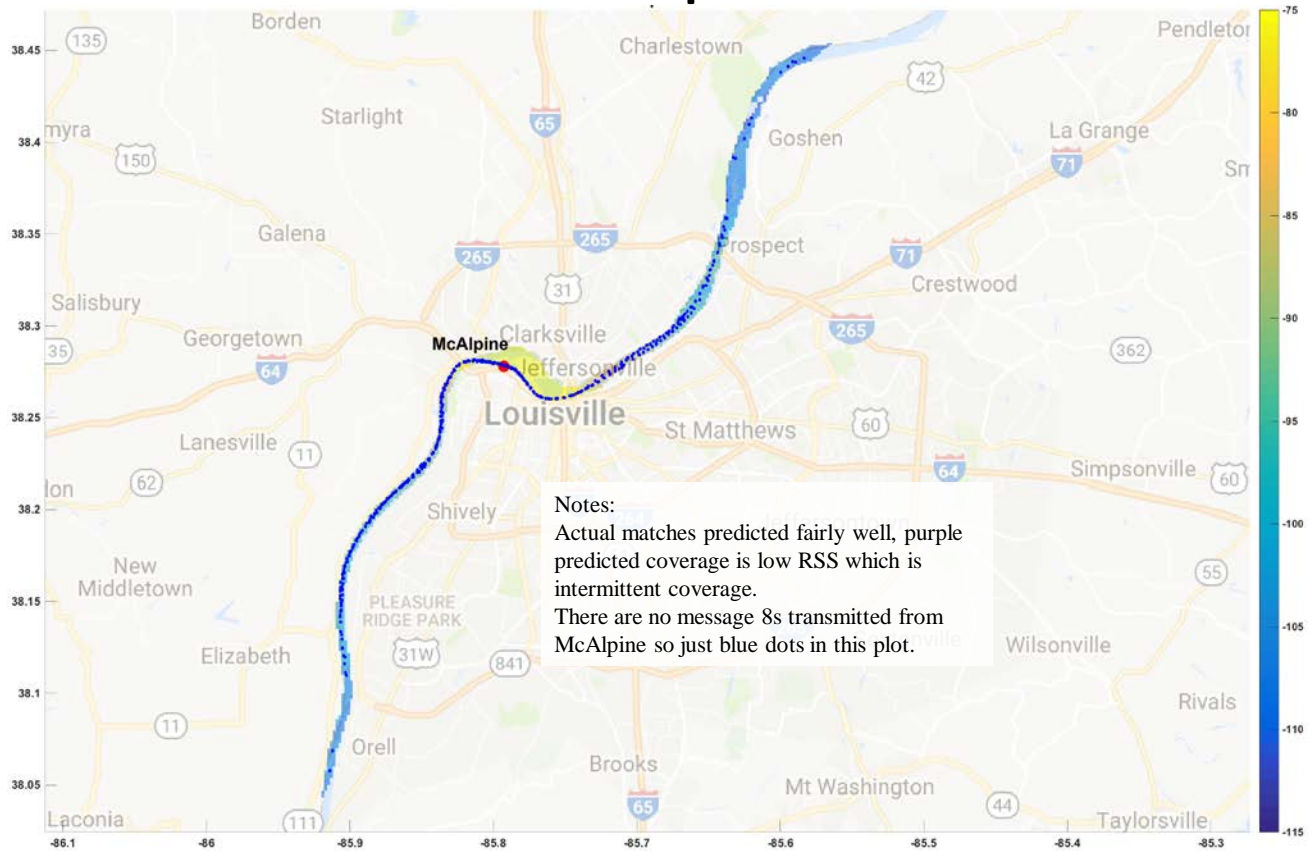 Borden
Pendleton
38.45
135
Charlestown
-75
42
65
Starlight
-80
myra
Goshen
La Grange
38.4
150
71
Sm
-85
38.35
Galena
265
265
Prospect
71
Crestwood
Salisbury
31
-90
38.3
Georgetown
McAlpine
Clarksville
265
35
362
64
Jeffersonville
-95
38.25
Louisville
St Matthews
60
Lanesville
11
64
Simpsonville
60
62
Shively
38.2
Notes:
Actual matches predicted fairly well, purple
predicted coverage is low RSS which is
intermittent coverage.
There are no message 8s transmitted from
McAlpine so just blue dots in this plot.
-100
New
Middletown
55
38.15
PLEASURE
RIDGE PARK
-105
Elizabeth
31W
841
Wilsonville
38.1
11
Rivals
-110
Orell
Brooks
38.05
Mt Washington
65
44
Laconia
111
Taylorsville
-115
-86.1
-86
-85.9
-85.8
-85.7
-85.6
-85.5
-85.4
-85.3